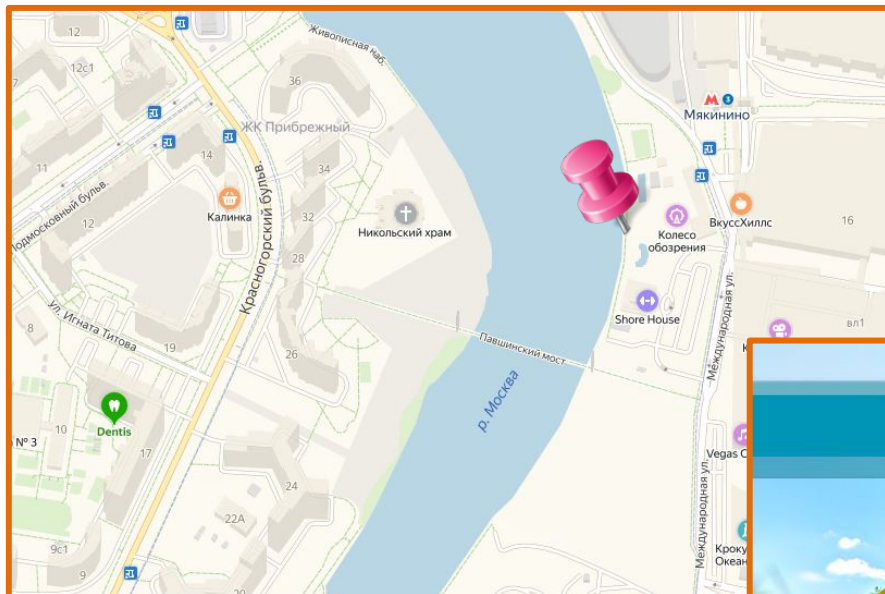 12
12с1
Живописная наб.
36
ЖК Прибрежный
11
14
34
Подмосковный бульв.
12
Калинка
32
Никольский храм
28
Красногорский бульв.
Ул. Игната Титова
8
19
26
Павшинский мост
р. Москва
Dentis
№ 3
10
17
24
22А
9с1
9
20
М 3
Мякинино
Колесо
обозрения
ВкуссХиллс
16
Shore House
Международная ул.
вл1
Vegas
Международная ул.
Океан